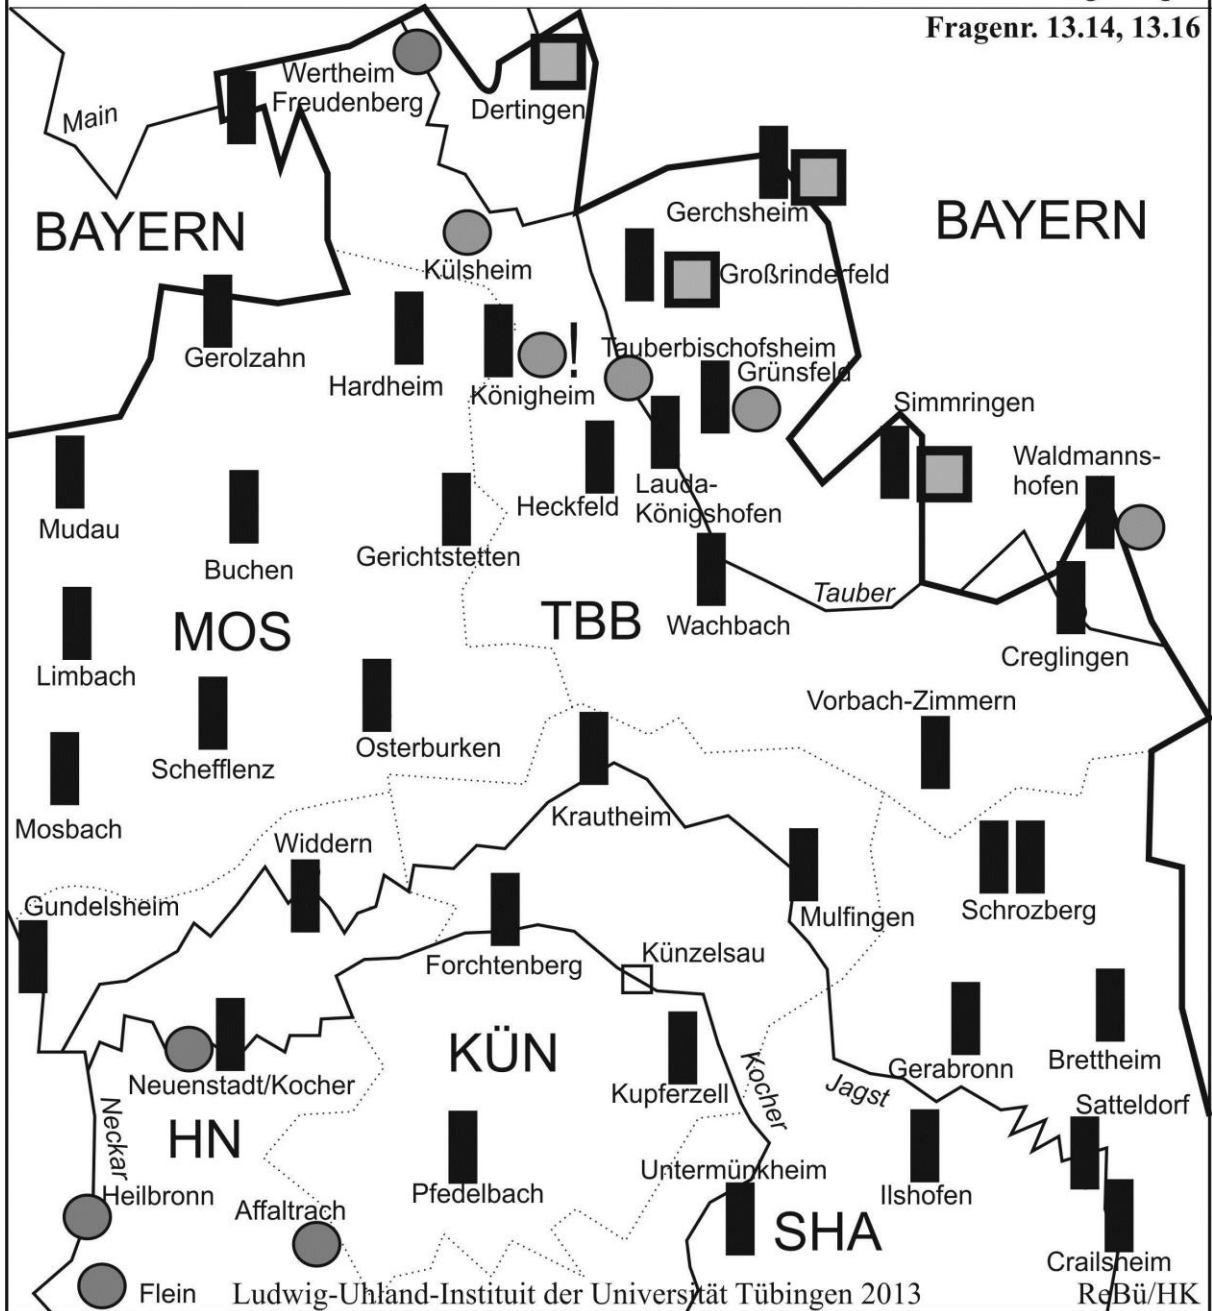 Fragenr. 13.14, 13.16
Wertheim
Freudenberg
Dertingen
Main
BAYERN
Gerchsheim
BAYERN
Külsheim
Großrinderfeld
Gerolzahn
Hardheim
Königheim
!
Tauberbischofsheim
Grünsfeld
Simmringen
Waldmanns-
hofen
Mudau
Buchen
Gerichtstetten
Heckfeld
Lauda-
Königshofen
Limbach
MOS
TBB
Wachbach
Tauber
Creglingen
Schefflenz
Osterburken
Vorbach-Zimmern
Mosbach
Krautheim
Widdern
Gundelsheim
Forchtenberg
Künzelsau
Mulfingen
Schrozberg
Neuenstadt/Kocher
KÜN
Kupferzell
Kocher
Jagst
Gerabronn
Brettheim
Neckar
HN
Satteldorf
Heilbronn
Affaltrach
Pfedelbach
Untermünkheim
Ilshofen
SHA
Crailsheim
Flein
Ludwig-Uhland-Instituit der Universität Tübingen 2013
ReBü/HK